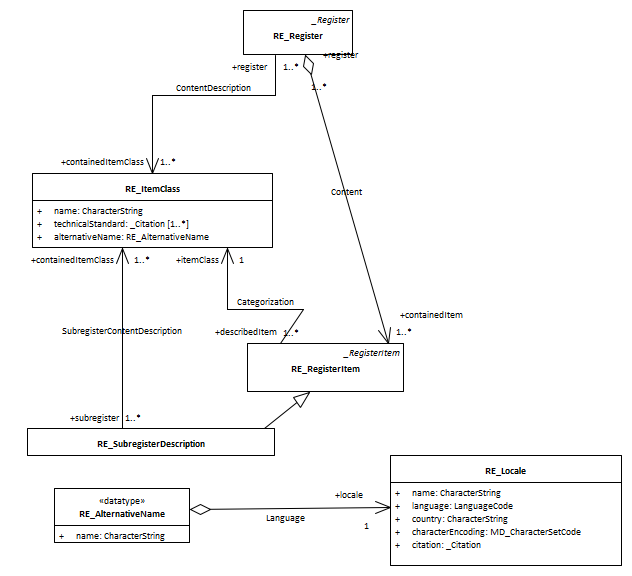 _Register
RE_Register
+register
+register 1..*
1..*
ContentDescription
+containedItemClass 1..*
Content
RE_ItemClass
+ name: CharacterString
+ technicalStandard: _Citation [1..*]
+ alternativeName: RE_AlternativeName
+containedItemClass 1..* +itemClass 1
Categorization
+containedItem
SubregisterContentDescription
+describedItem 1..* 1..*
_RegisterItem
RE_RegisterItem
+subregister 1..*
RE_SubregisterDescription
RE_Locale
+ name: CharacterString
+ language: LanguageCode
+ country: CharacterString
+ characterEncoding: MD_CharacterSetCode
+ citation: _Citation
«datatype»
RE_AlternativeName
+ name: CharacterString
+locale
Language
1